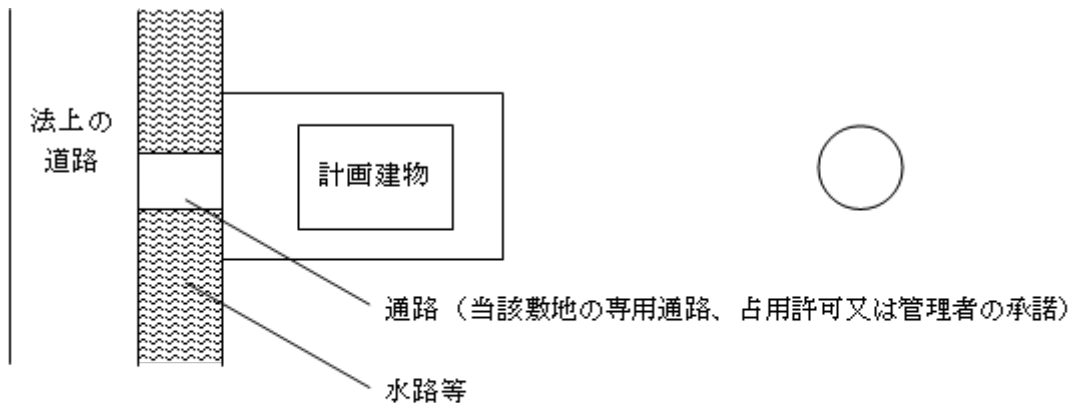 法上の
道路
計画建物
通路（当該敷地の専用通路、占用許可又は管理者の承諾）
水路等